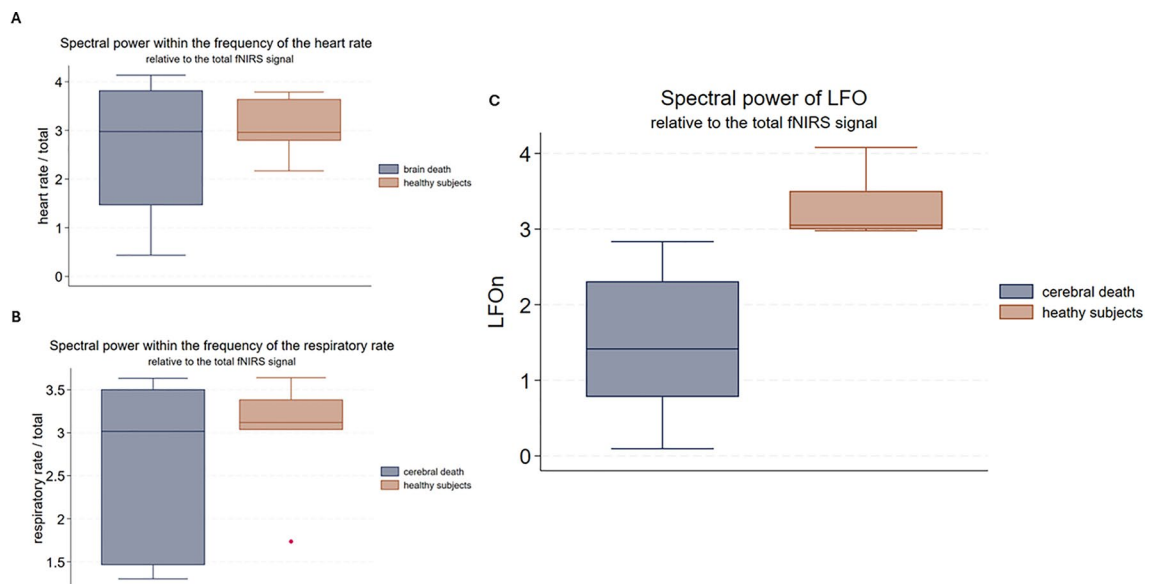 A
Spectral power within the frequency of the heart rate
relative to the total fNIRS signal
heart rate / total
4
3
2
1
0
brain death
healthy subjects
B
Spectral power within the frequency of the respiratory rate
relative to the total fNIRS signal
respiratory rate / total
3.5
3
2.5
2
1.5
cerebral death
healthy subjects
C
Spectral power of LFO
relative to the total fNIRS signal
LFOn
4
3
2
1
0
cerebral death
heathy subjects